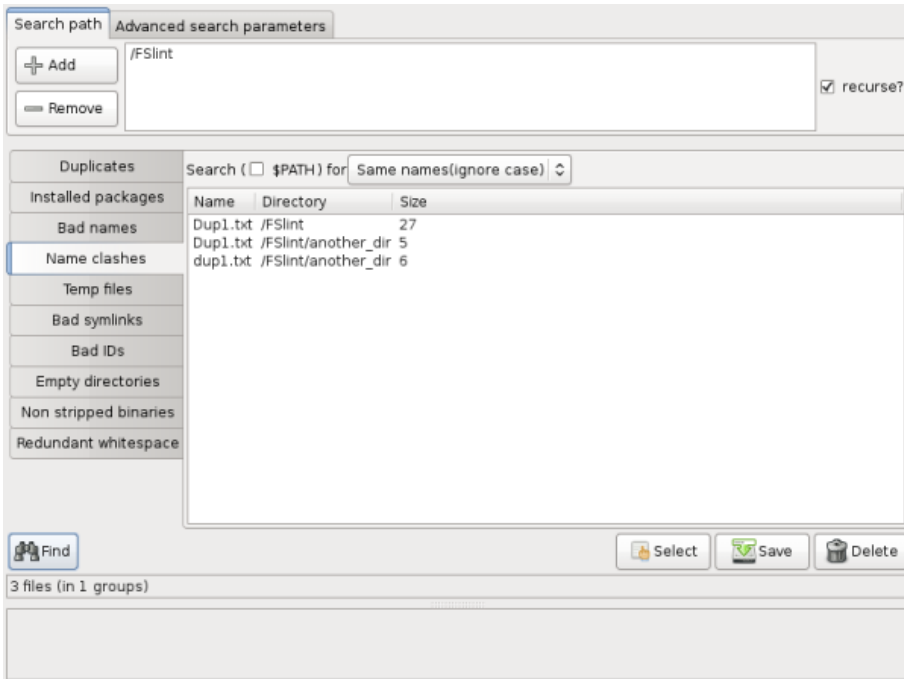 Search path Advanced search parameters
Add
/FSlint
Remove
recurse?
Duplicates
Installed packages
Bad names
Name clashes
Temp files
Bad symlinks
Bad IDs
Empty directories
Non stripped binaries
Redundant whitespace
Search ( $PATH ) for Same names(ignore case)
Name Directory Size
Dup1.txt /FSlint 27
Dup1.txt /FSlint/another_dir 5
dup1.txt /FSlint/another_dir 6
Find
Select Save Delete
3 files (in 1 groups)